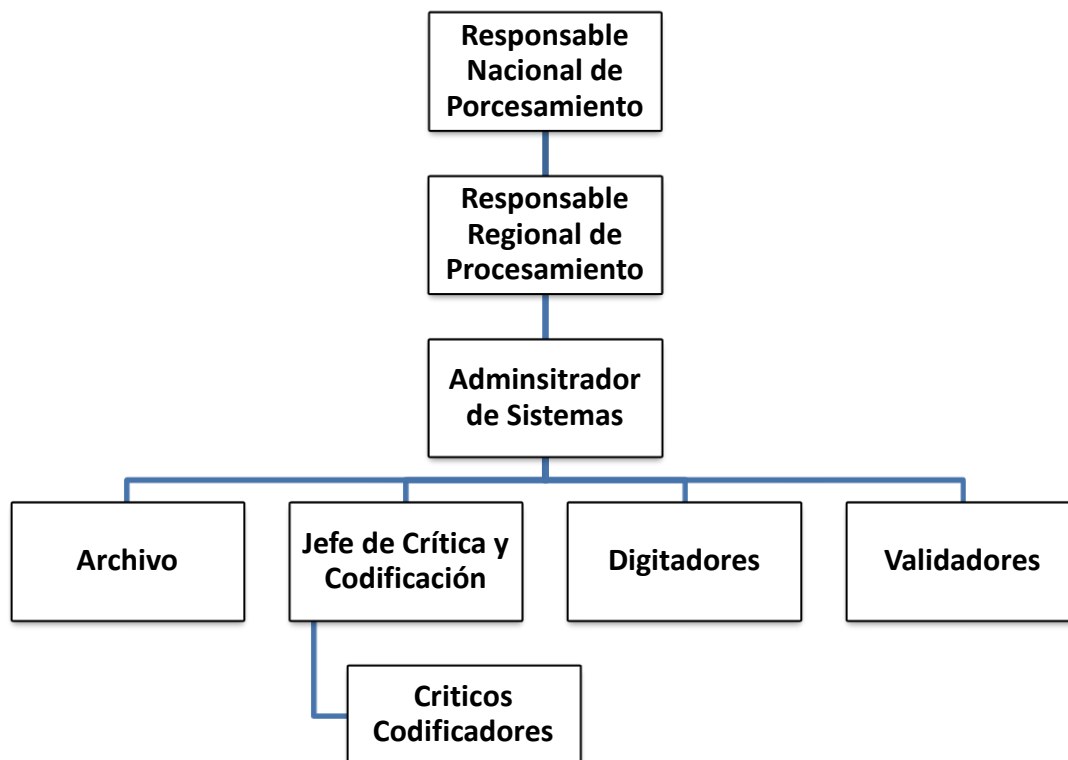 Responsable
Nacional de
Porcesamiento
Responsable
Regional de
Procesamiento
Adminsitrador
de Sistemas
Archivo
Jefe de Crítica y
Codificación
Digitadores
Validadores
Criticos
Codificadores